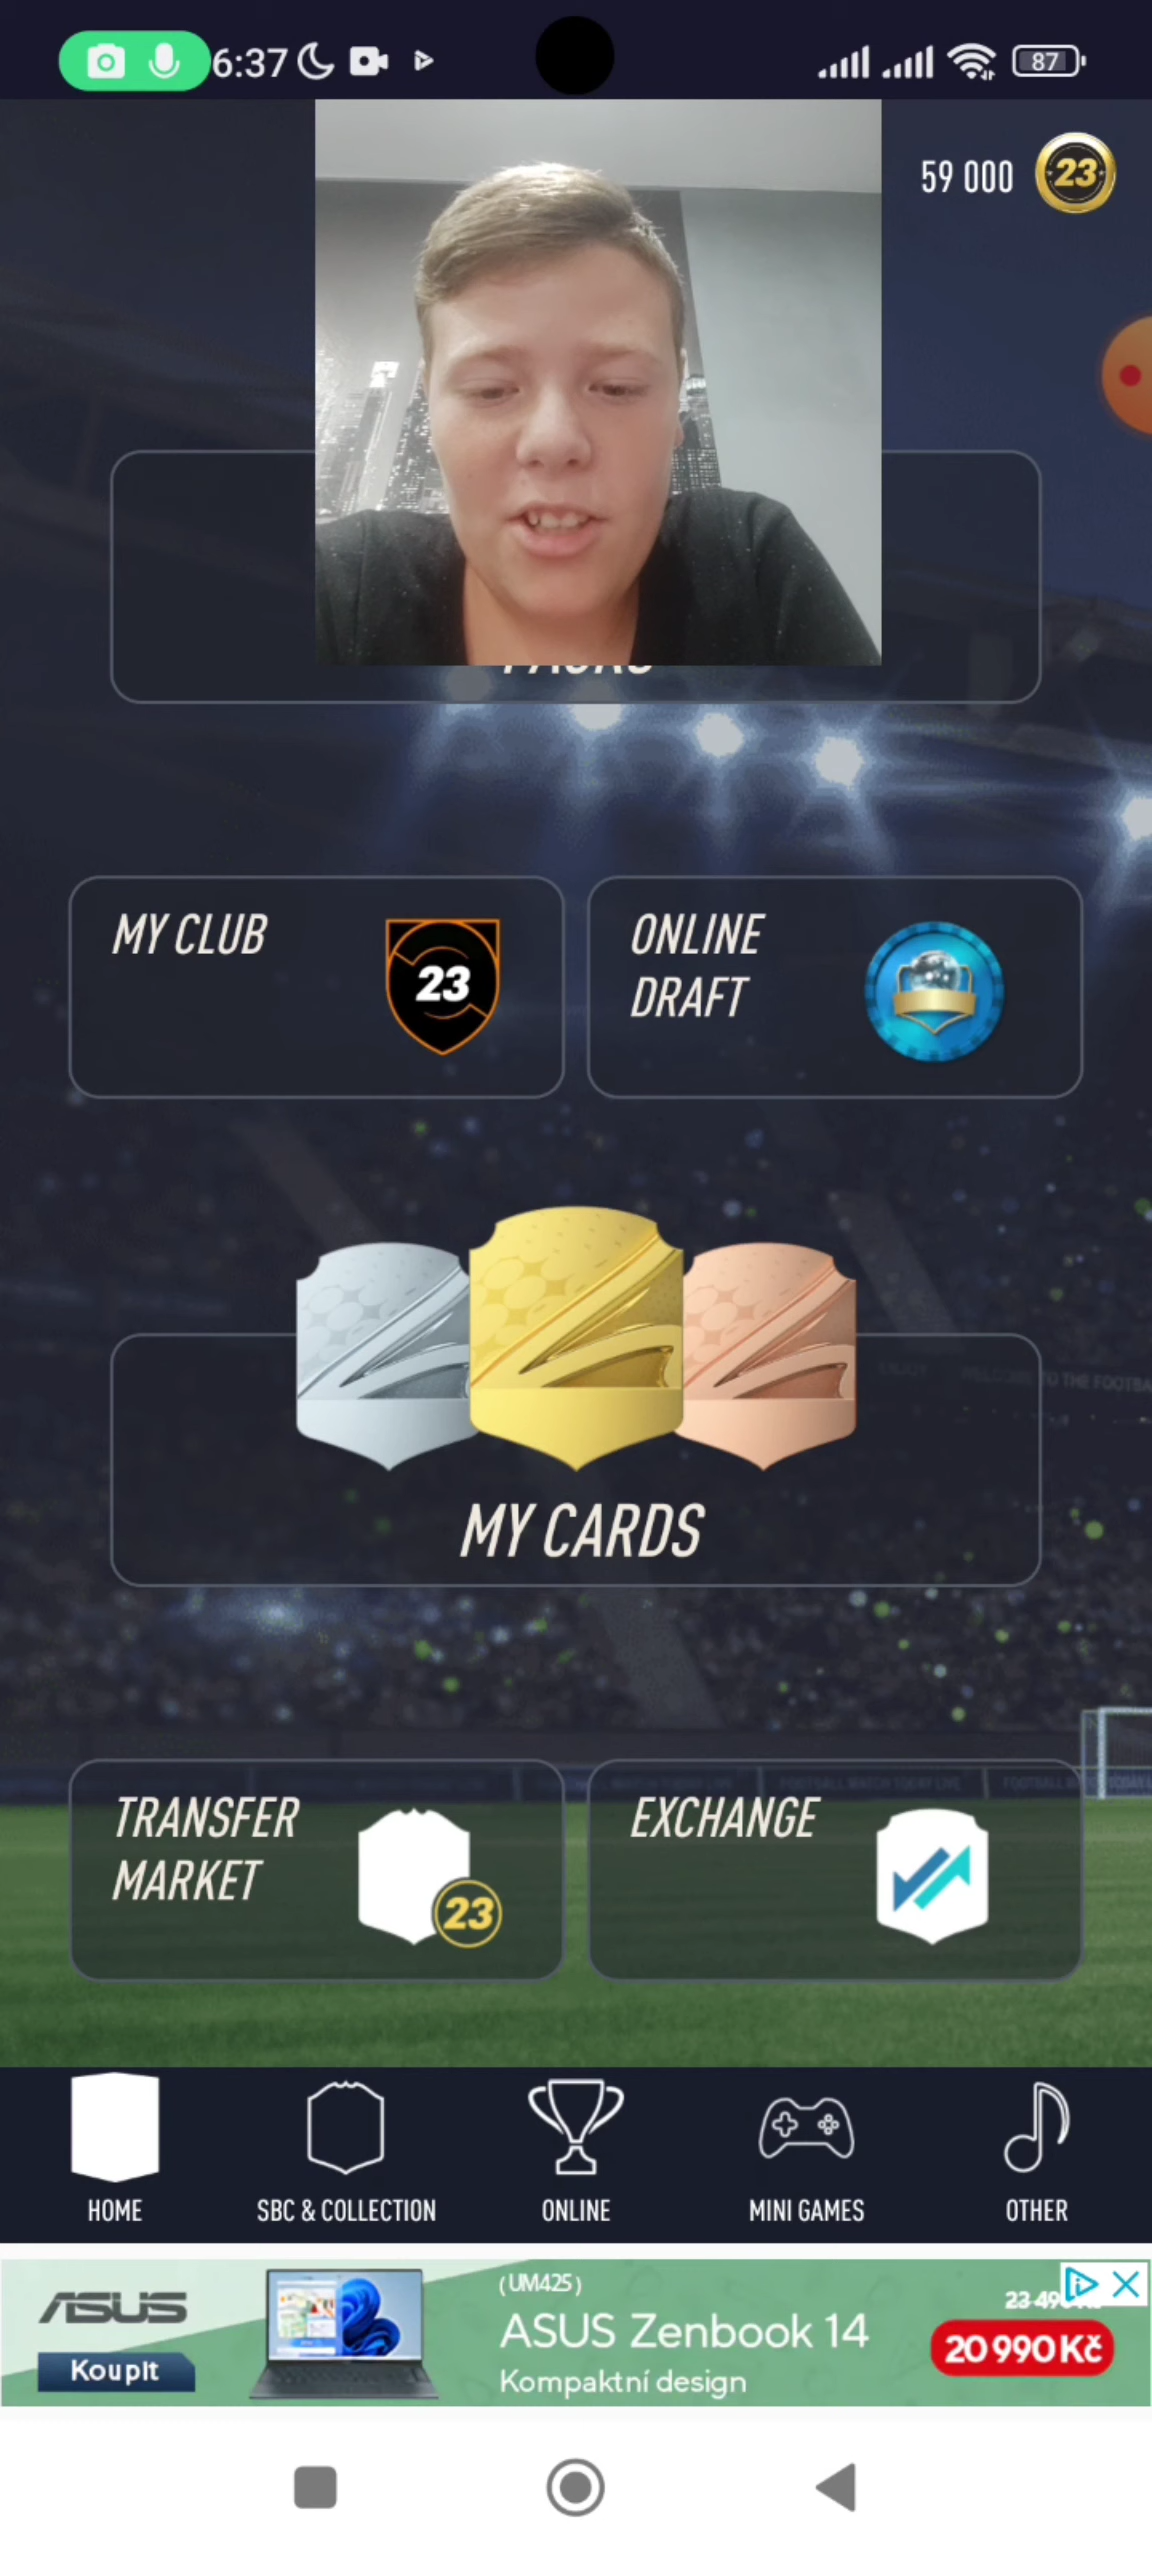 6:37
87
59 000
23
MY CLUB
23
ONLINE
DRAFT
MY CARDS
TRANSFER
MARKET
23
EXCHANGE
HOME
SBC & COLLECTION
ONLINE
MINI GAMES
OTHER
ASUS
Koupit
(UM425)
ASUS Zenbook 14
Kompaktní design
20 990 Kč